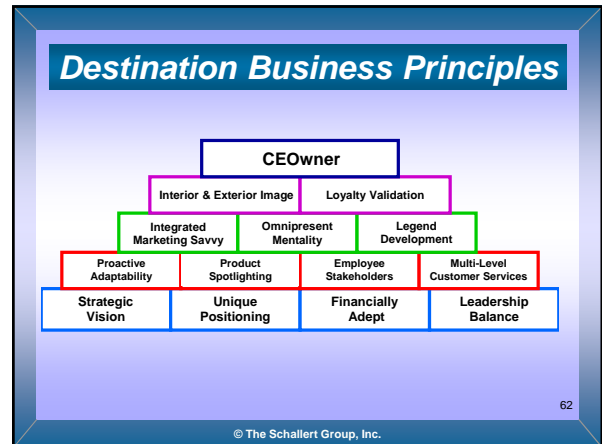 Destination Business Principles
CEOwner
Interior & Exterior Image
Loyalty Validation
Integrated
Marketing Savvy
Omnipresent
Mentality
Legend
Development
Proactive
Adaptability
Product
Spotlighting
Employee
Stakeholders
Multi-Level
Customer Services
Strategic
Vision
Unique
Positioning
Financially
Adept
Leadership
Balance
62
© The Schallert Group, Inc.